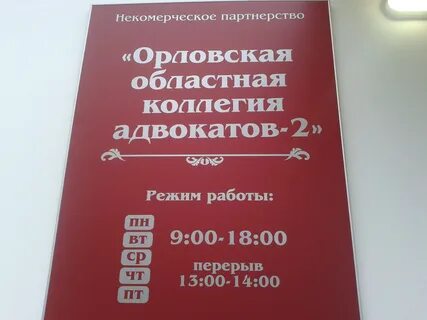 Некомерческое партнерство
«Орловская
областная
коллегия
адвокатов-2»
Режим работы:
пн
вт
ср
чт
пт
9:00-18:00
перерыв
13:00-14:00